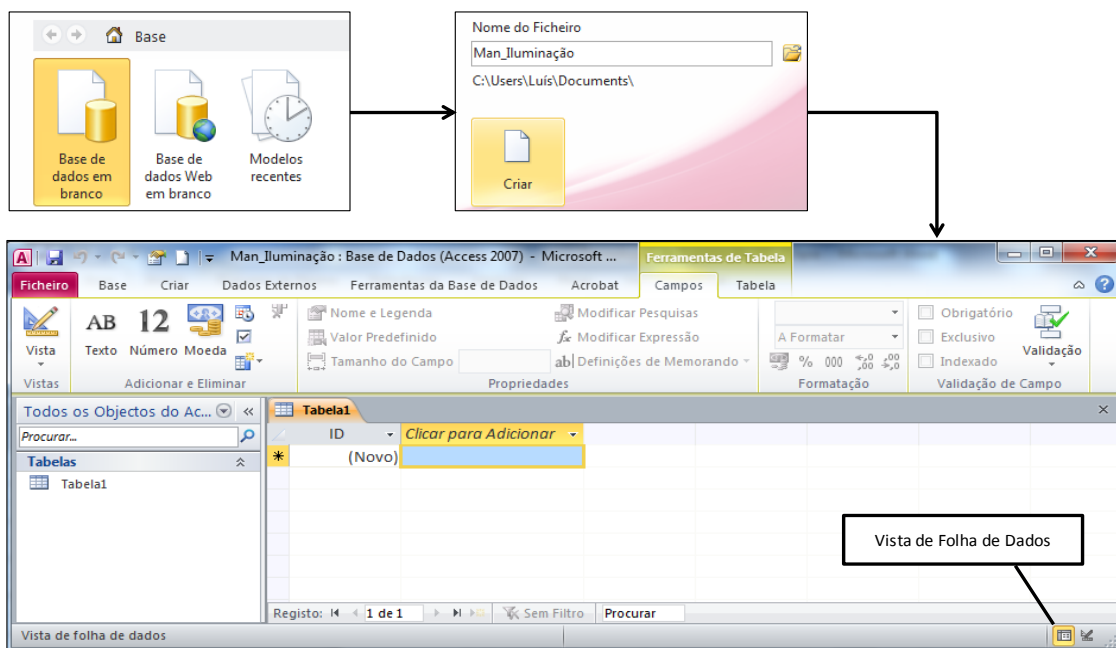 Base
Base de
dados em
branco
Base de
dados Web
em branco
Modelos
recentes
Nome do Ficheiro
Man_Iluminação
C:\Users\Luís\Documents\
Criar
Man_Iluminação : Base de Dados (Access 2007) - Microsoft ...
Ferramentas de Tabela
Ficheiro Base Criar Dados Externos Ferramentas da Base de Dados Acrobat Campos Tabela
Vista
AB
Texto
12
Número
Moeda
Nome e Legenda
Valor Predefinido
Tamanho do Campo
Modificar Pesquisas
fx Modificar Expressão
ab| Definições de Memorando
A Formatar
% 000 ,00 ,00
Obrigatório
Exclusivo
Indexado
Validação
Vistas Adicionar e Eliminar Propriedades Formatação Validação de Campo
Todos os Objectos do Ac...
Procurar...
Tabelas
Tabela1
Tabela1
ID Clicar para Adicionar
(Novo)
Vista de Folha de Dados
Registo: 1 de 1 Sem Filtro Procurar
Vista de folha de dados